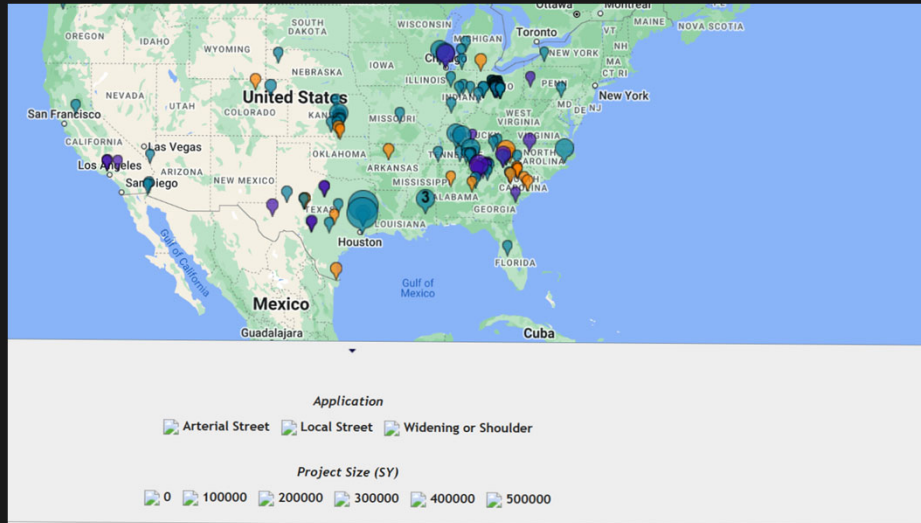 Ottawa
Montreal
OREGON
IDAHO
WYOMING
SOUTH
DAKOTA
WISCONSIN
MICHIGAN
Toronto
VT
MAINE
NOVA SCOTIA
NH
NEW YORK
MA
CT RI
NEBRASKA
IOWA
ILLINOIS
INDIANA
PENN
New York
NEVADA
UTAH
United States
COLORADO
MISSOURI
WEST
VIRGINIA
MD
DE
NJ
San Francisco
CALIFORNIA
Las Vegas
VIRGINIA
Los Angeles
ARIZONA
NEW MEXICO
OKLAHOMA
ARKANSAS
NORTH
CAROLINA
San Diego
MISSISSIPPI
ALABAMA
CAROLINA
3
TEXAS
GEORGIA
LOUISIANA
Houston
Gulf of California
FLORIDA
Gulf of
Mexico
Mexico
Guadalajara
Cuba
Application
Arterial Street Local Street Widening or Shoulder
Project Size (SY)
0 100000 200000 300000 400000 500000